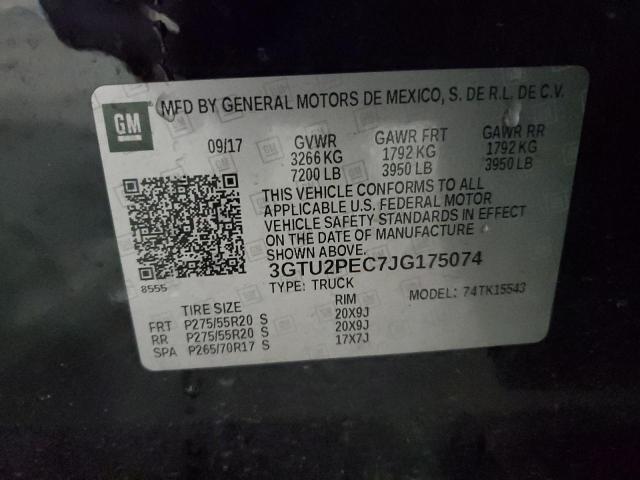 GM
MFD BY GENERAL MOTORS DE MEXICO, S. DE R.L. DE C.V.
09/17 GVWR GAWR FRT GAWR RR
3266 KG 1792 KG 1792 KG
7200 LB 3950 LB 3950 LB
THIS VEHICLE CONFORMS TO ALL
APPLICABLE U.S. FEDERAL MOTOR
VEHICLE SAFETY STANDARDS IN EFFECT
ON THE DATE OF MANUFACTURE
SHOWN ABOVE.
8555 3GTU2PEC7JG175074
TYPE: TRUCK MODEL: 74TK15543
TIRE SIZE RIM
FRT P275/55R20 S 20X9J
RR P275/55R20 S 20X9J
SPA P265/70R17 S 17X7J